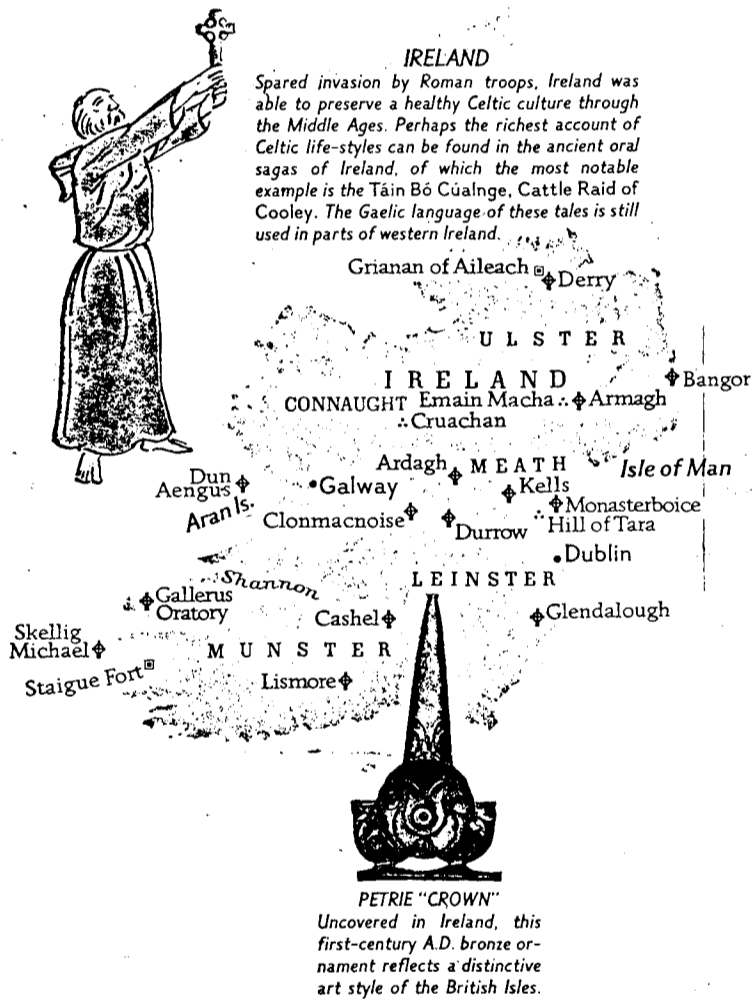 IRELAND
Spared invasion by Roman troops, Ireland was
able to preserve a healthy Celtic culture through
the Middle Ages. Perhaps the richest account of
Celtic life-styles can be found in the ancient oral
sagas of Ireland, of which the most notable
example is the Táin Bó Cúalnge, Cattle Raid of
Cooley. The Gaelic language of these tales is still
used in parts of western Ireland.
Grianan of Aileach
Derry
ULSTER
IRELAND
Bangor
CONNAUGHT
Emain Macha
Armagh
Cruachan
Ardagh
MEATH
Isle of Man
Dun
Aengus
Galway
Kells
Aran Is.
Clonmacnoise
Durrow
Monasterboice
Hill of Tara
Dublin
Shannon
LEINSTER
Gallerus
Oratory
Cashel
Glendalough
Skellig
Michael
MUNSTER
Staigue Fort
Lismore
PETRIE "CROWN"
Uncovered in Ireland, this
first-century A.D. bronze or-
nament reflects a distinctive
art style of the British Isles.